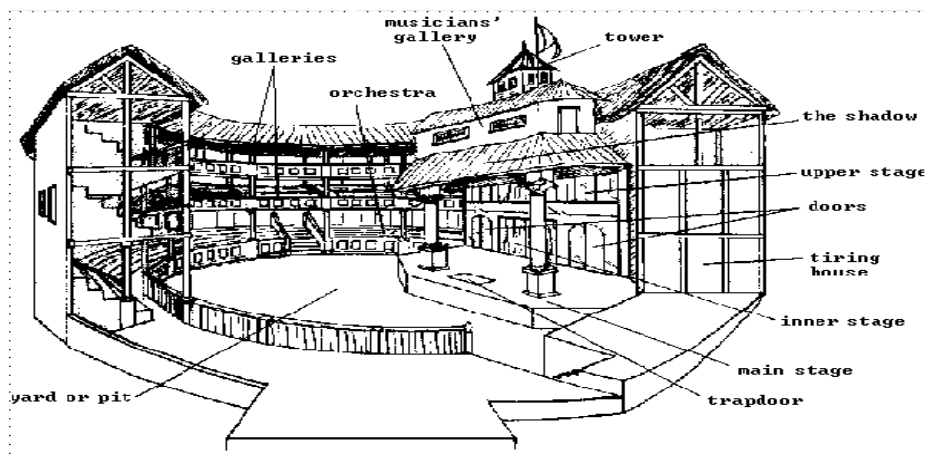 musicians'
gallery
tower
galleries
orchestra
the shadow
upper stage
doors
tiring
house
inner stage
main stage
yard or pit
trapdoor